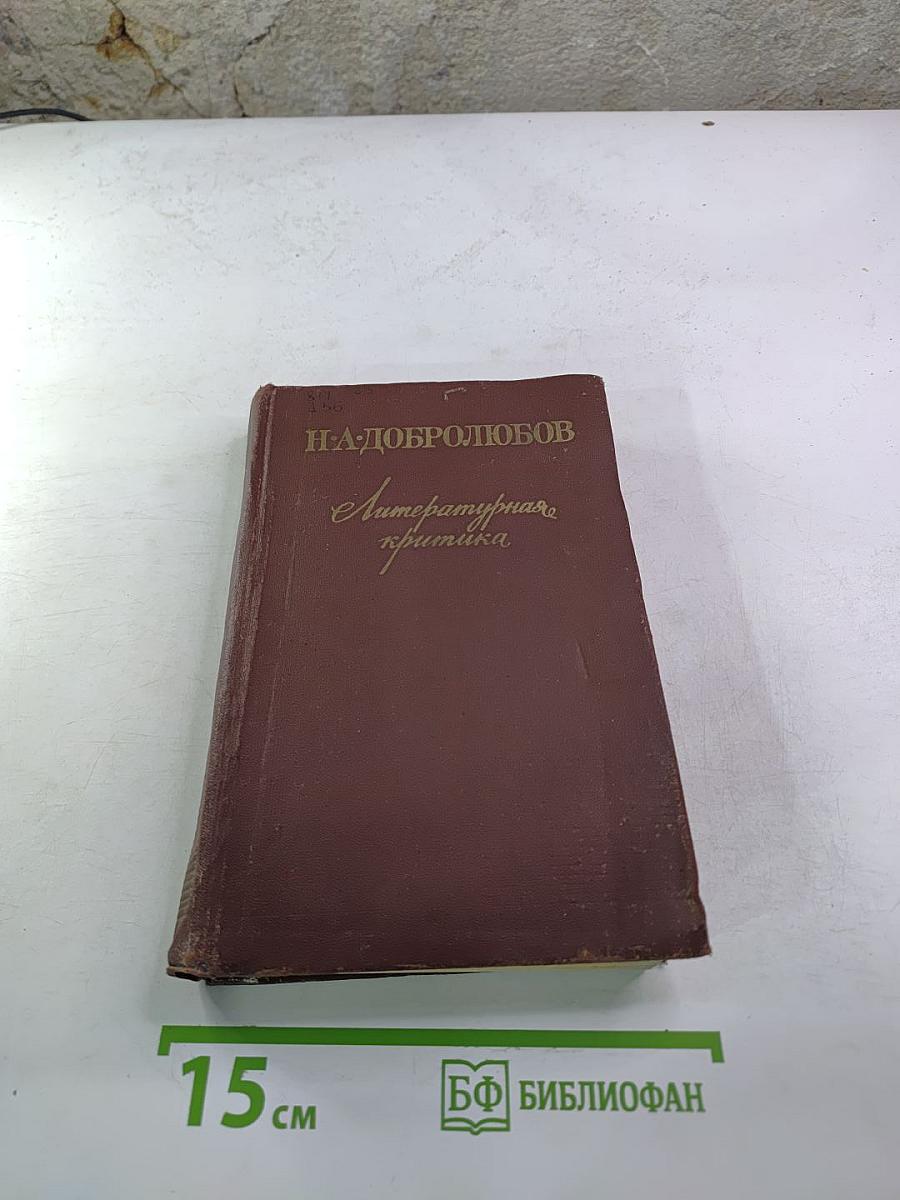 Н·А·ДОБРОЛЮБОВ
Литературная
критика
15 см
БФ БИБЛИОФАН